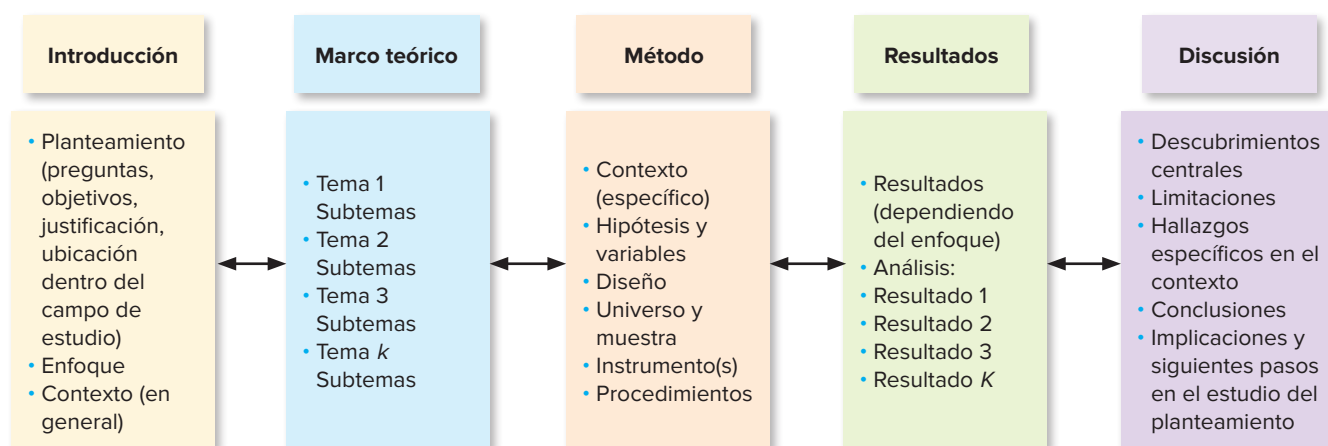 Introducción
Planteamiento
(preguntas,
objetivos,
justificación,
ubicación
dentro del
campo de
estudio)
Enfoque
Contexto (en
general)
Marco teórico
Tema 1
Subtemas
Tema 2
Subtemas
Tema 3
Subtemas
Tema k
Subtemas
Método
Contexto
(específico)
Hipótesis y
variables
Diseño
Universo y
muestra
Instrumento(s)
Procedimientos
Resultados
Resultados
(dependiendo
del enfoque)
Análisis:
Resultado 1
Resultado 2
Resultado 3
Resultado K
Discusión
Descubrimientos
centrales
Limitaciones
Hallazgos
específicos en el
contexto
Conclusiones
Implicaciones y
siguientes pasos
en el estudio del
planteamiento